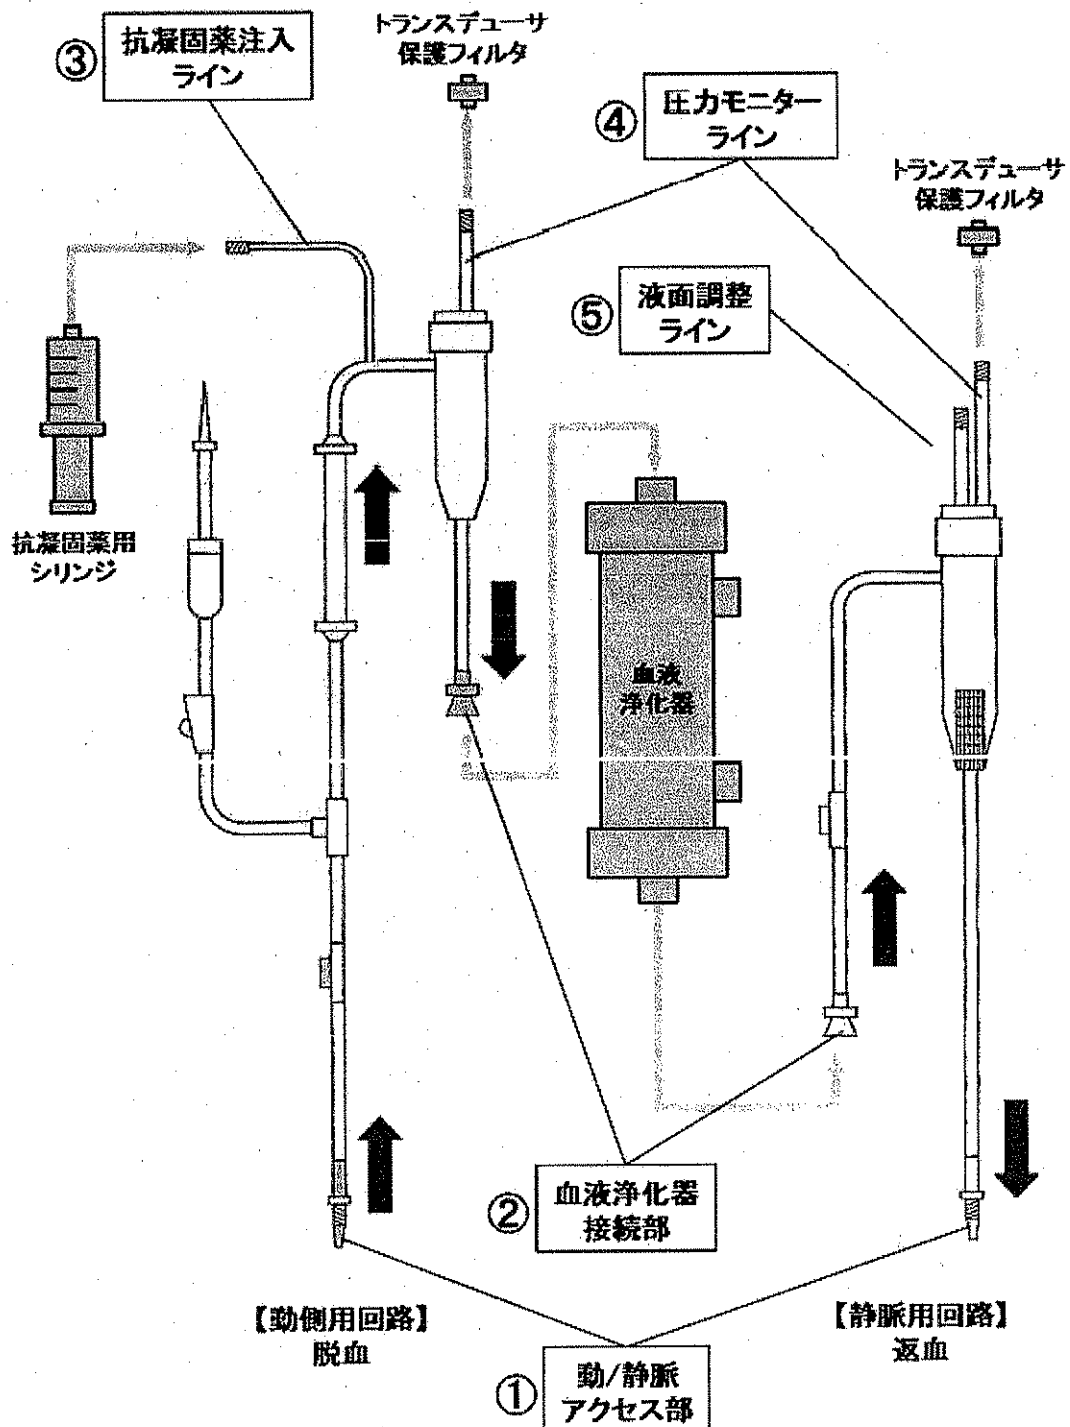 ③
抗凝固薬注入
ライン
トランスデューサ
保護フィルタ
④
圧力モニター
ライン
トランスデューサ
保護フィルタ
⑤
液面調整
ライン
抗凝固薬用
シリンジ
血液
浄化器
②
血液浄化器
接続部
【動側用回路】
脱血
【静脈用回路】
返血
①
動/静脈
アクセス部